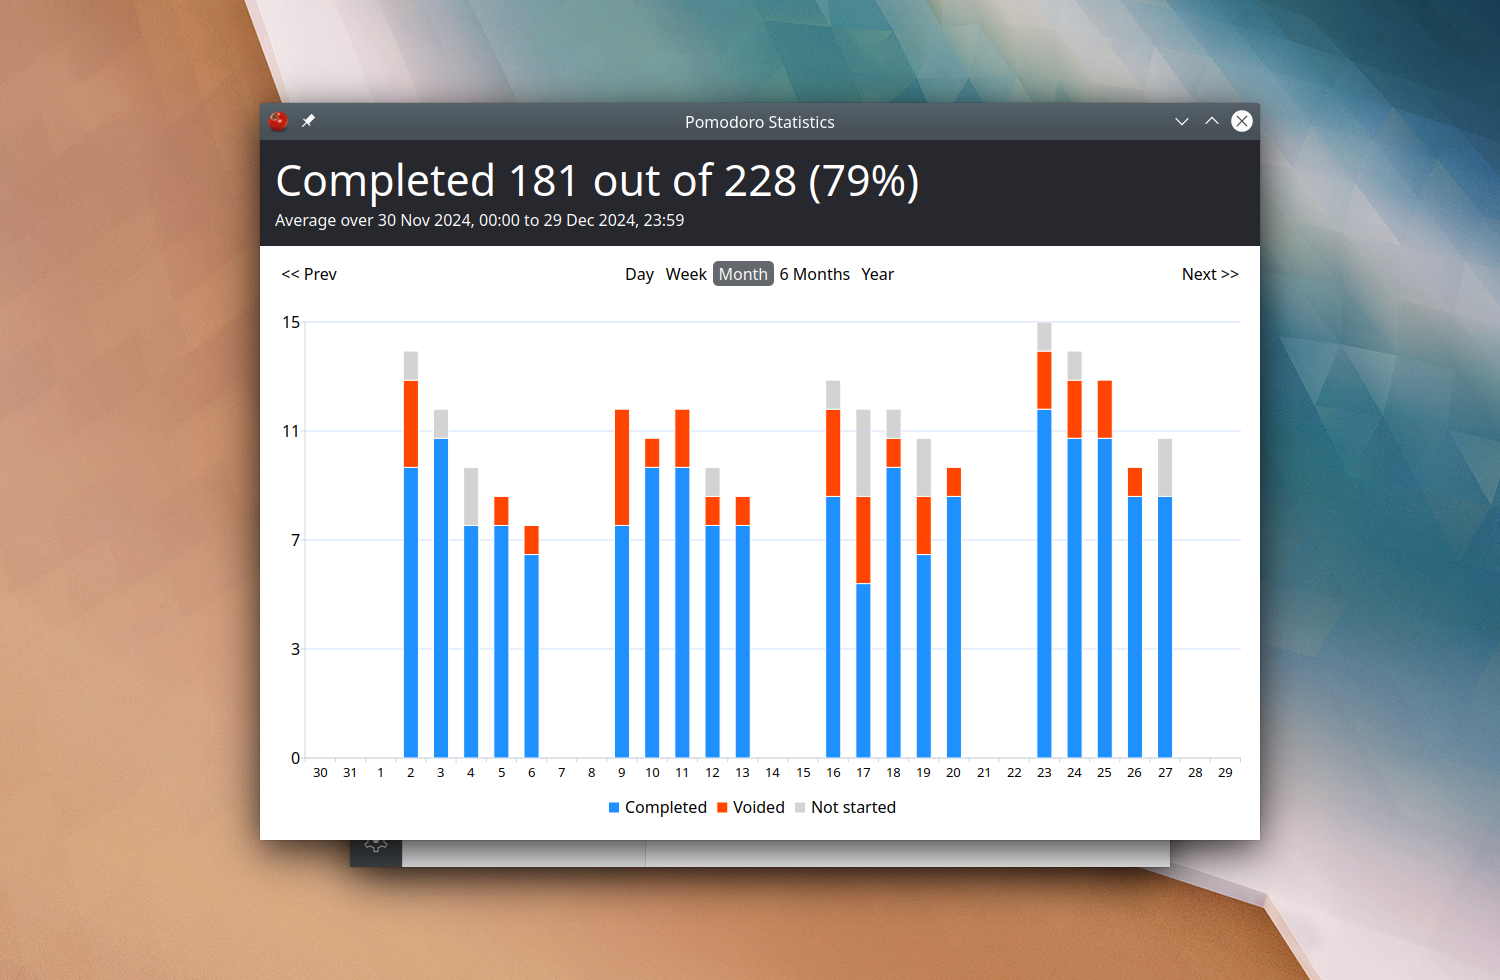 Pomodoro Statistics
Completed 181 out of 228 (79%)
Average over 30 Nov 2024, 00:00 to 29 Dec 2024, 23:59
<< Prev Day Week Month 6 Months Year Next >>
15
11
7
3
0
30 31 1 2 3 4 5 6 7 8 9 10 11 12 13 14 15 16 17 18 19 20 21 22 23 24 25 26 27 28 29
Completed Voided Not started